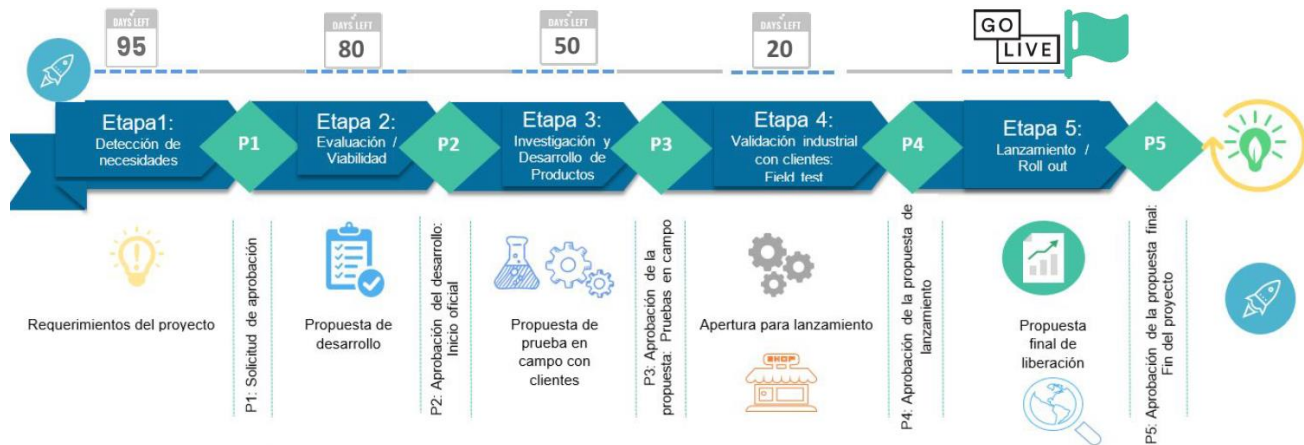 DAYS LEFT
95
DAYS LEFT
80
DAYS LEFT
50
DAYS LEFT
20
GO
LIVE
Etapa1:
Detección de
necesidades
P1
Etapa 2:
Evaluación /
Viabilidad
P2
Etapa 3:
Investigación y
Desarrollo de
Productos
P3
Etapa 4:
Validación industrial
con clientes:
Field test
P4
Etapa 5:
Lanzamiento /
Roll out
P5
Requerimientos del proyecto
P1: Solicitud de aprobación
Propuesta de
desarrollo
P2: Aprobación del desarrollo:
Inicio oficial
Propuesta de
prueba en
campo con
clientes
P3: Aprobación de la
propuesta: Pruebas en campo
Apertura para lanzamiento
SHOP
P4: Aprobación de la propuesta de
lanzamiento
Propuesta
final de
liberación
P5: Aprobación de la propuesta final:
Fin del proyecto